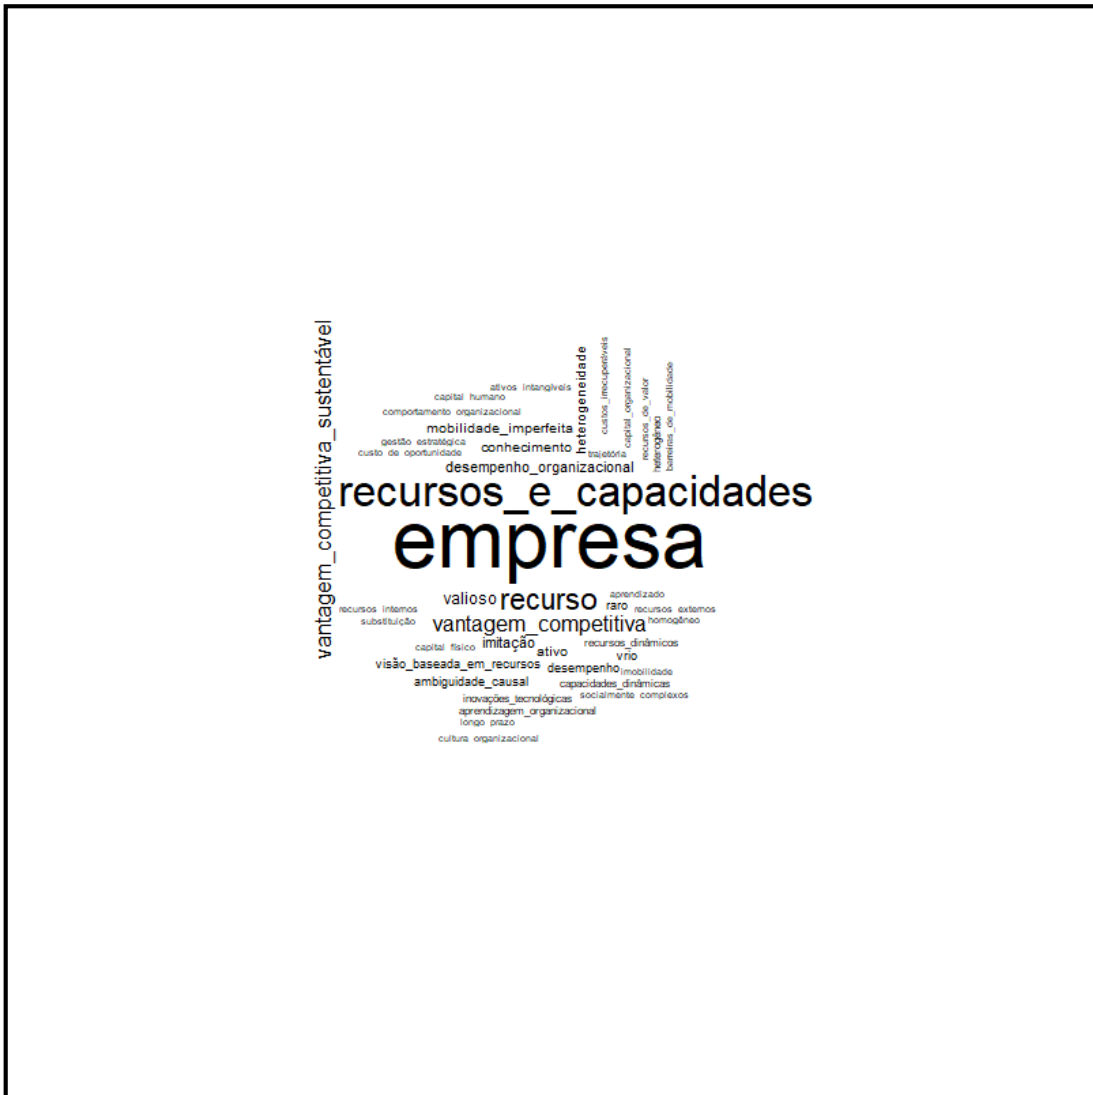 vantagem_competitiva_sustentável
heterogeneidade
custos_irrecuperáveis
capital_organizacional
recursos_de_valor
heterogêneo
barreiras_de_mobilidade
ativos intangíveis
capital humano
comportamento organizacional
mobilidade_imperfeita
gestão estratégica
conhecimento
custo de oportunidade
trajetória
desempenho_organizacional
recursos_e_capacidades
empresa
valioso
recurso
aprendizado
raro
recursos internos
recursos externos
substituição
vantagem_competitiva
homogêneo
capital físico
imitação
recursos_dinâmicos
ativo
vrio
visão_baseada_em_recursos
desempenho
imobilidade
ambiguidade_causal
capacidades_dinâmicas
inovações_tecnológicas
socialmente complexos
aprendizagem_organizacional
longo prazo
cultura organizacional